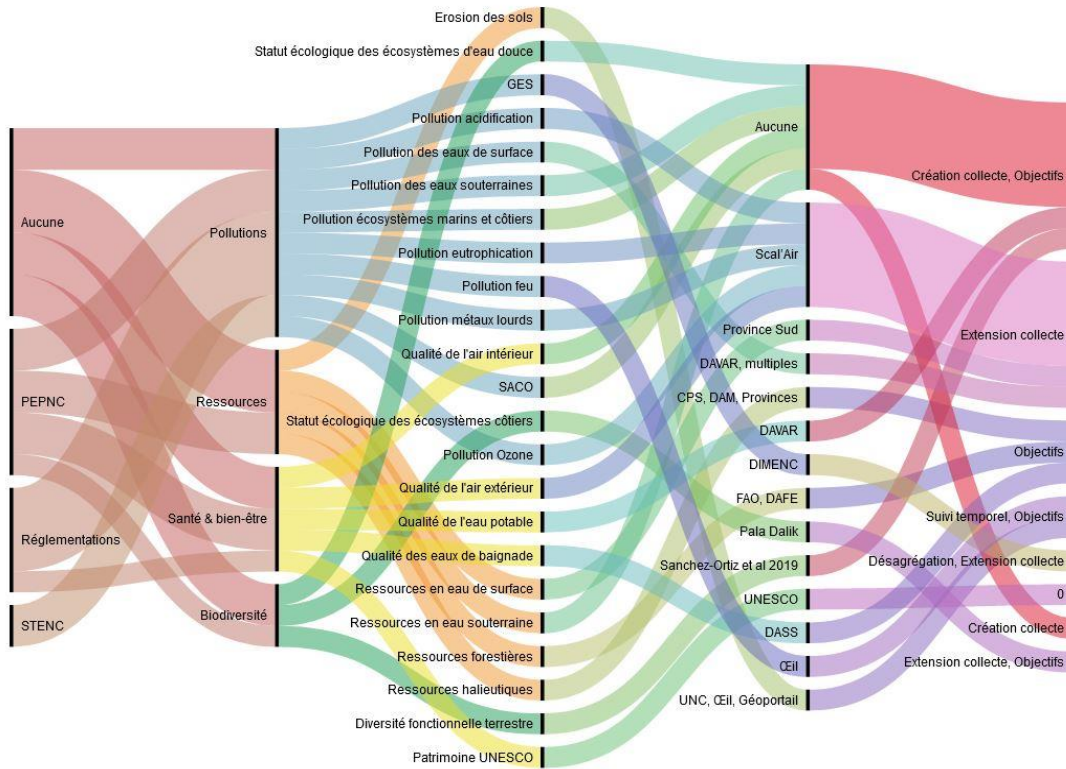 Aucune
PEPNC
Réglementations
STENC
Pollutions
Ressources
Santé & bien-être
Biodiversité
Erosion des sols
Statut écologique des écosystèmes d'eau douce
GES
Pollution acidification
Pollution des eaux de surface
Pollution des eaux souterraines
Pollution écosystèmes marins et côtiers
Pollution eutrophication
Pollution feu
Pollution métaux lourds
Qualité de l'air intérieur
SACO
Statut écologique des écosystèmes côtiers
Pollution Ozone
Qualité de l'air extérieur
Qualité de l'eau potable
Qualité des eaux de baignade
Ressources en eau de surface
Ressources en eau souterraine
Ressources forestières
Ressources halieutiques
Diversité fonctionnelle terrestre
Patrimoine UNESCO
Aucune
Scal'Air
Province Sud
DAVAR, multiples
CPS, DAM, Provinces
DAVAR
DIMENC
FAO, DAFE
Pala Dalik
Sanchez-Ortiz et al 2019
UNESCO
DASS
Œil
UNC, Œil, Géoportail
Création collecte, Objectifs
Extension collecte
Objectifs
Suivi temporel, Objectifs
Désagrégation, Extension collecte
0
Création collecte
Extension collecte, Objectifs